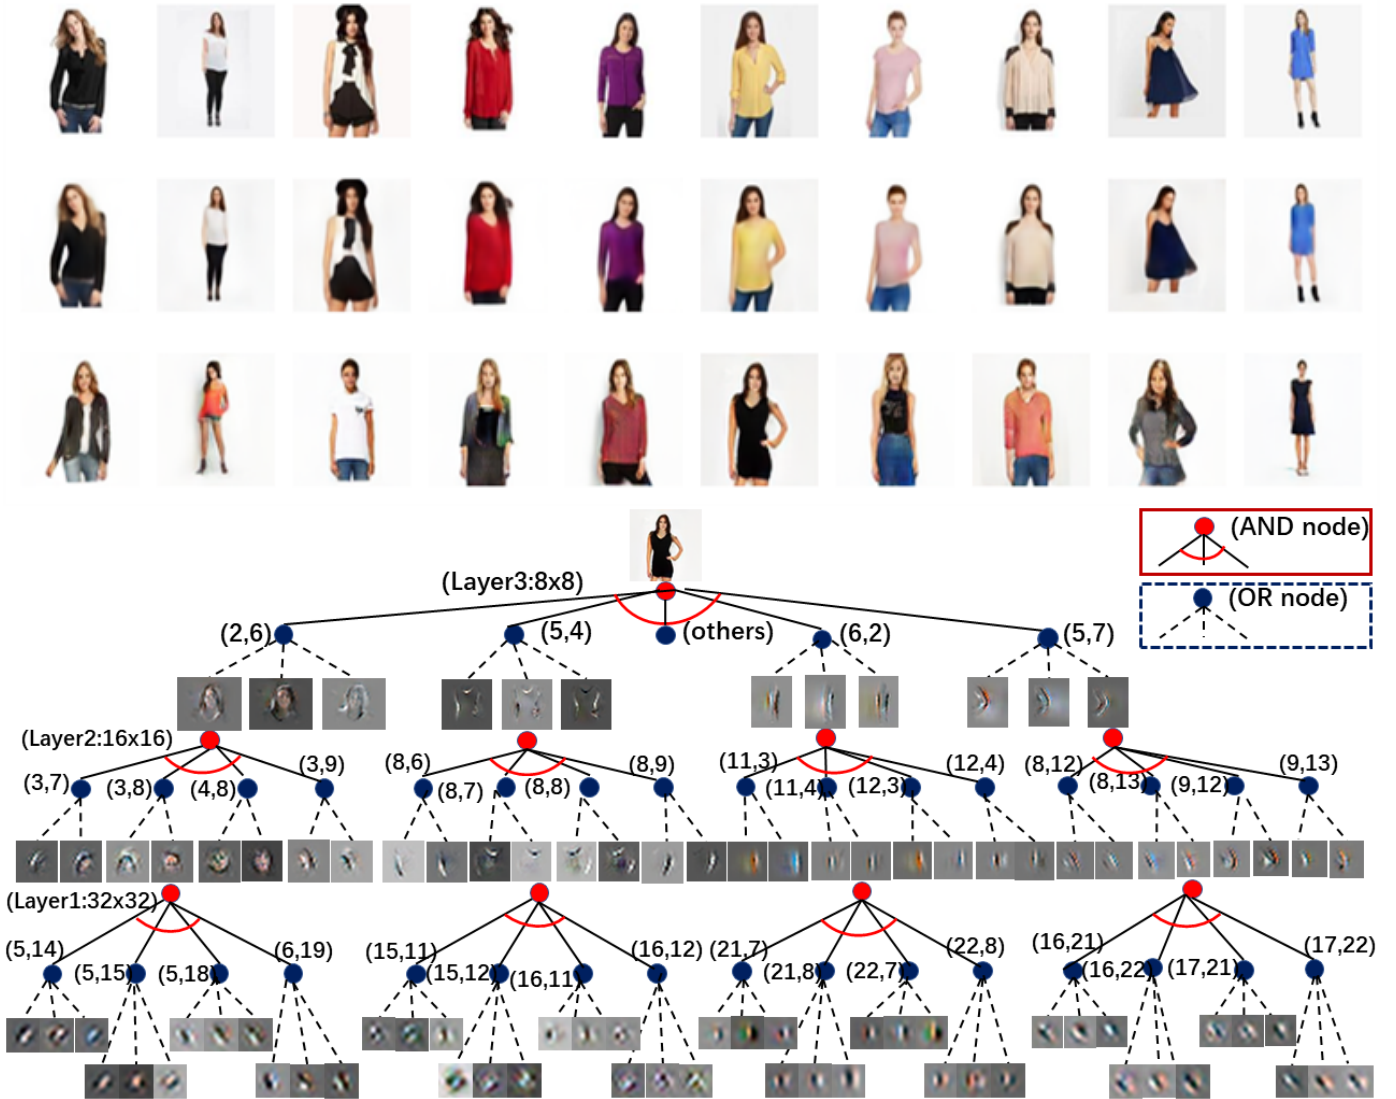 (AND node)
(OR node)
(Layer3:8x8)
(2,6) (5,4) (others) (6,2) (5,7)
(Layer2:16x16)
(3,7) (3,8) (4,8) (3,9) (8,6) (8,7) (8,8) (8,9) (11,3) (11,4) (12,3) (12,4) (8,12) (8,13) (9,12) (9,13)
(Layer1:32x32)
(5,14) (5,15) (5,18) (6,19) (15,11) (15,12) (16,11) (16,12) (21,7) (21,8) (22,7) (22,8) (16,21) (16,22) (17,21) (17,22)